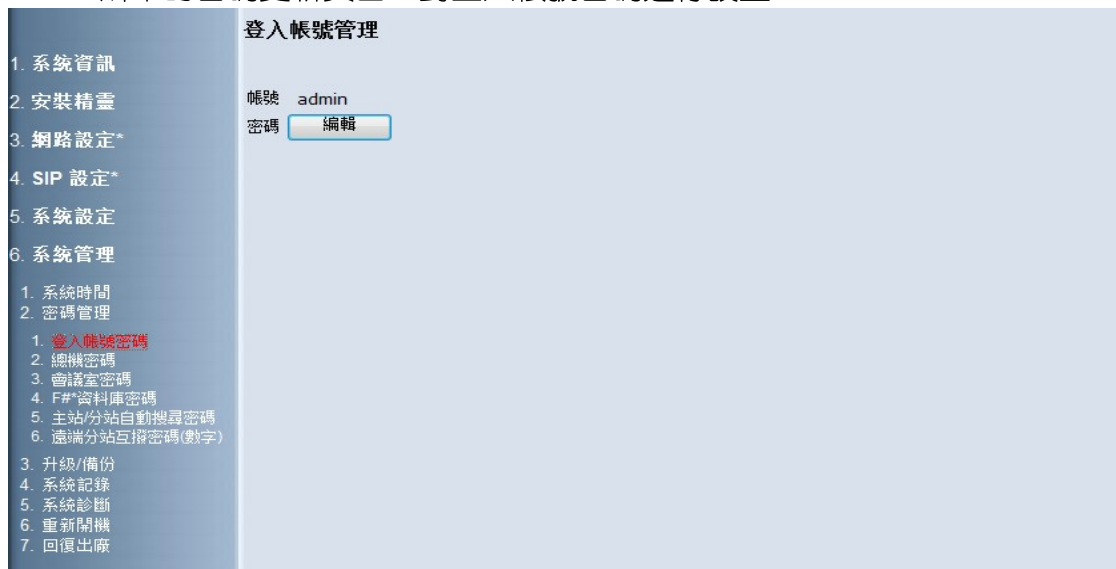 登入帳號管理
1. 系統資訊
2. 安裝精靈
3. 網路設定*
4. SIP 設定*
5. 系統設定
6. 系統管理
1. 系統時間
2. 密碼管理
1. 登入帳號密碼
2. 總機密碼
3. 會議室密碼
4. F#*資料庫密碼
5. 主站/分站自動搜尋密碼
6. 遠端分站互撥密碼(數字)
3. 升級/備份
4. 系統記錄
5. 系統診斷
6. 重新開機
7. 回復出廠
帳號 admin
密碼 編輯